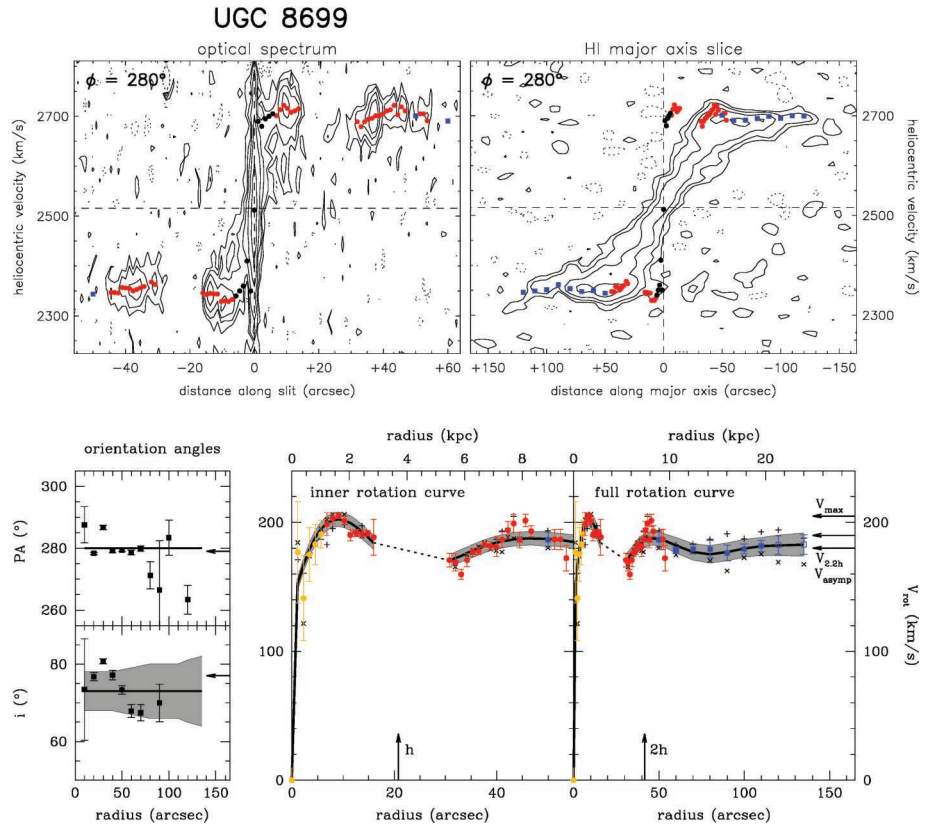 UGC 8699
optical spectrum
HI major axis slice
ϕ = 280°
ϕ = 280°
heliocentric velocity (km/s)
2700
2500
2300
2700
2500
2300
heliocentric velocity (km/s)
−40 −20 0 +20 +40 +60
+150 +100 +50 0 −50 −100 −150
distance along slit (arcsec)
distance along major axis (arcsec)
orientation angles
radius (kpc)
radius (kpc)
0 2 4 6 8
0 10 20
inner rotation curve
full rotation curve
PA (°)
300
280
260
i (°)
80
60
200
100
0
200
100
0
V_max
V_2.2h
V_asymp
V_rot (km/s)
h
2h
0 50 100 150
0 10 20 30 40 50
0 50 100 150
radius (arcsec)
radius (arcsec)
radius (arcsec)